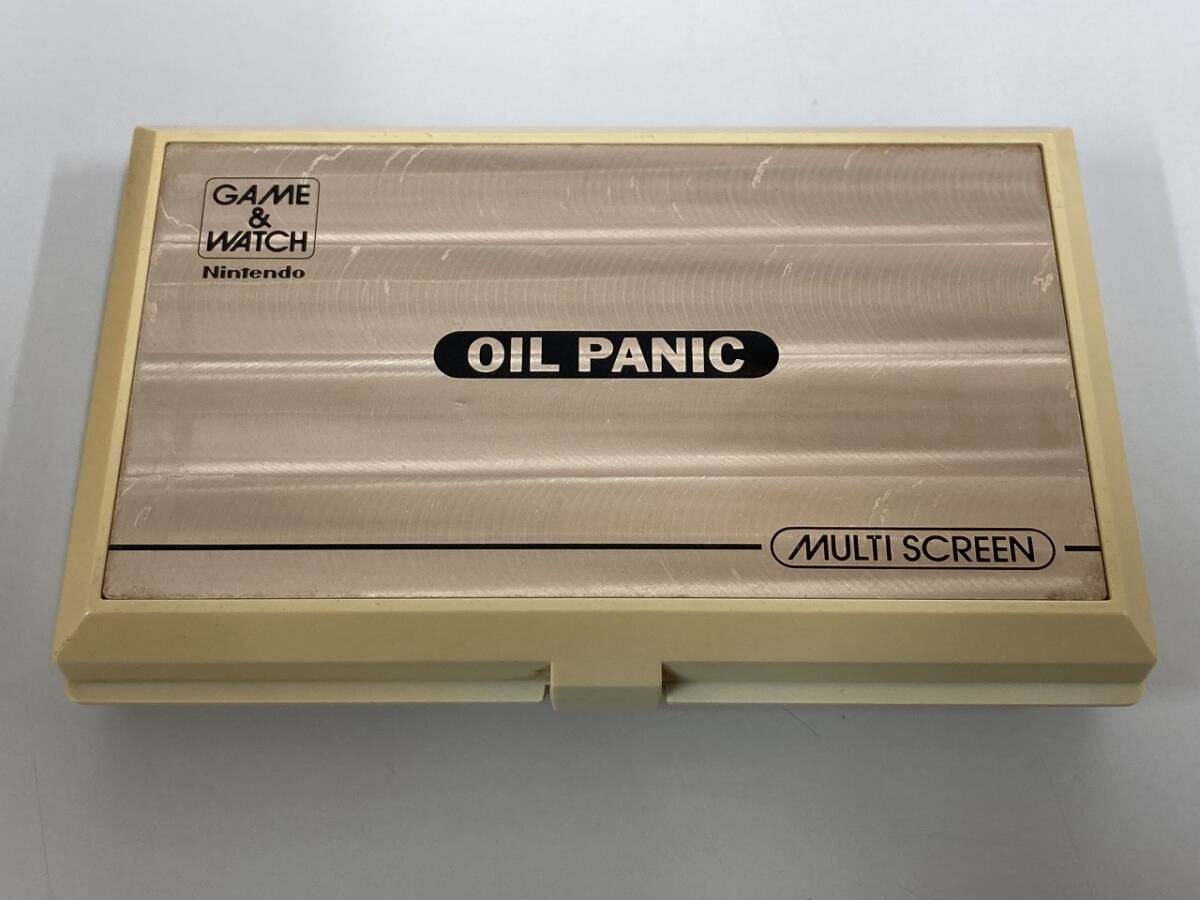 GAME
&
WATCH
Nintendo
OIL PANIC
MULTI SCREEN